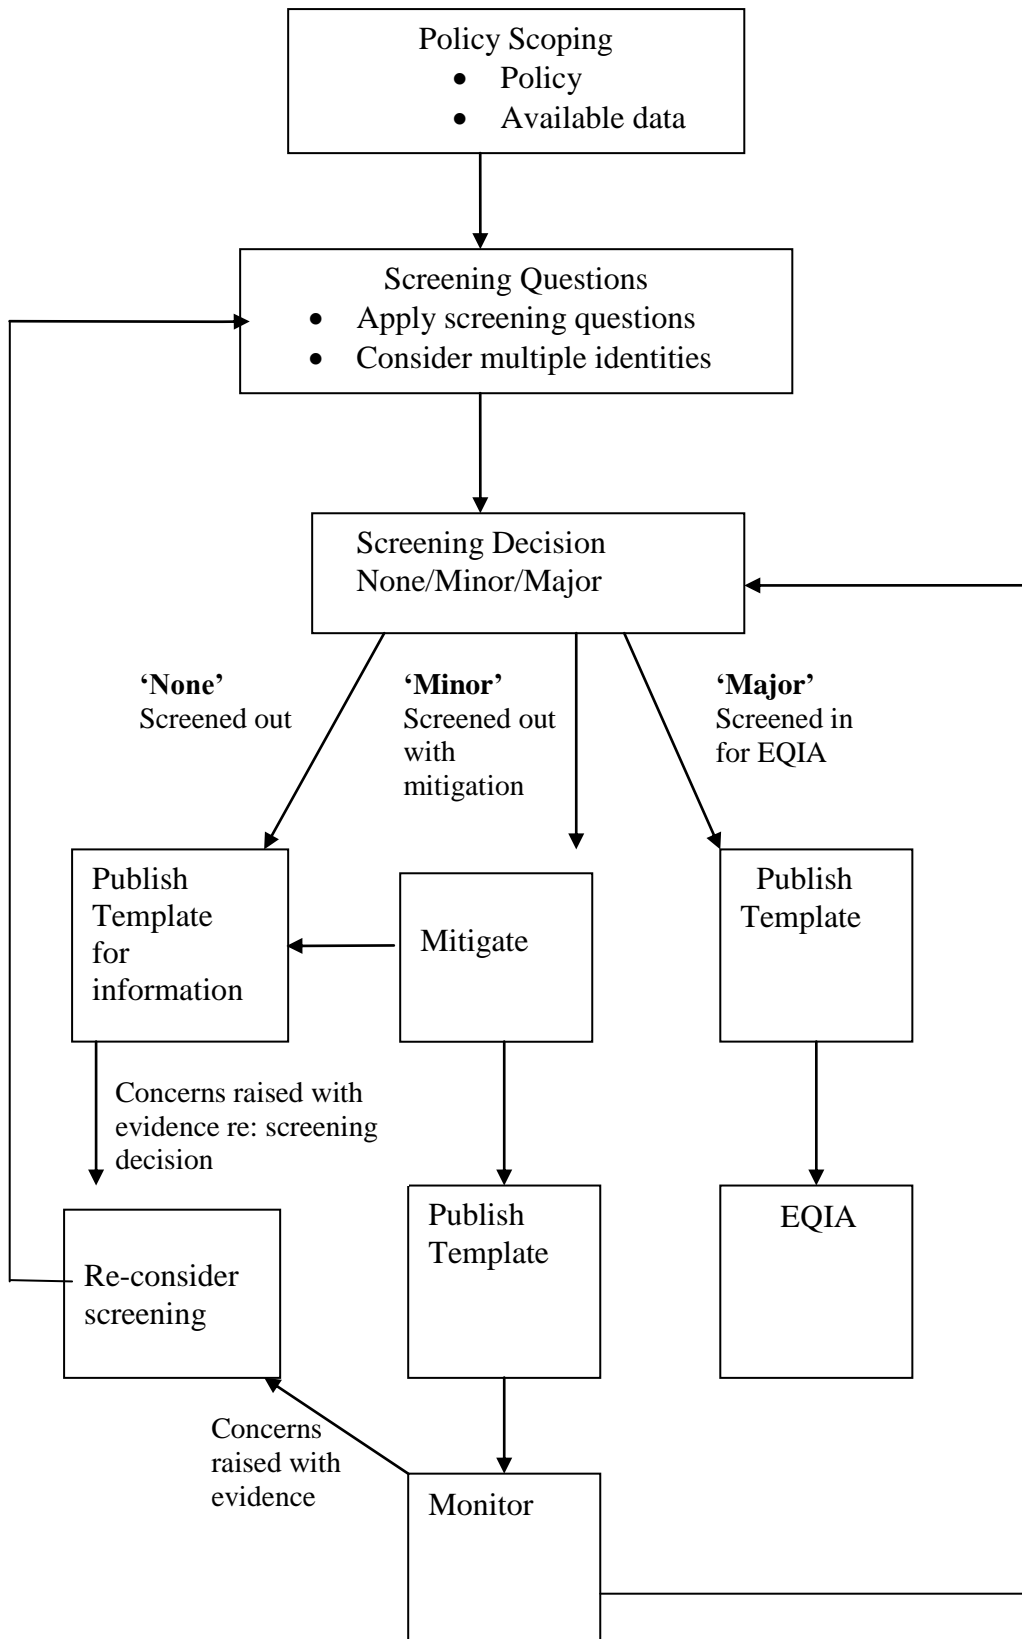 Policy Scoping
• Policy
• Available data
Screening Questions
• Apply screening questions
• Consider multiple identities
Screening Decision
None/Minor/Major
‘None’
Screened out
‘Minor’
Screened out
with
mitigation
‘Major’
Screened in
for EQIA
Publish
Template
for
information
Mitigate
Publish
Template
Concerns raised with
evidence re: screening
decision
Re-consider
screening
Publish
Template
EQIA
Concerns
raised with
evidence
Monitor